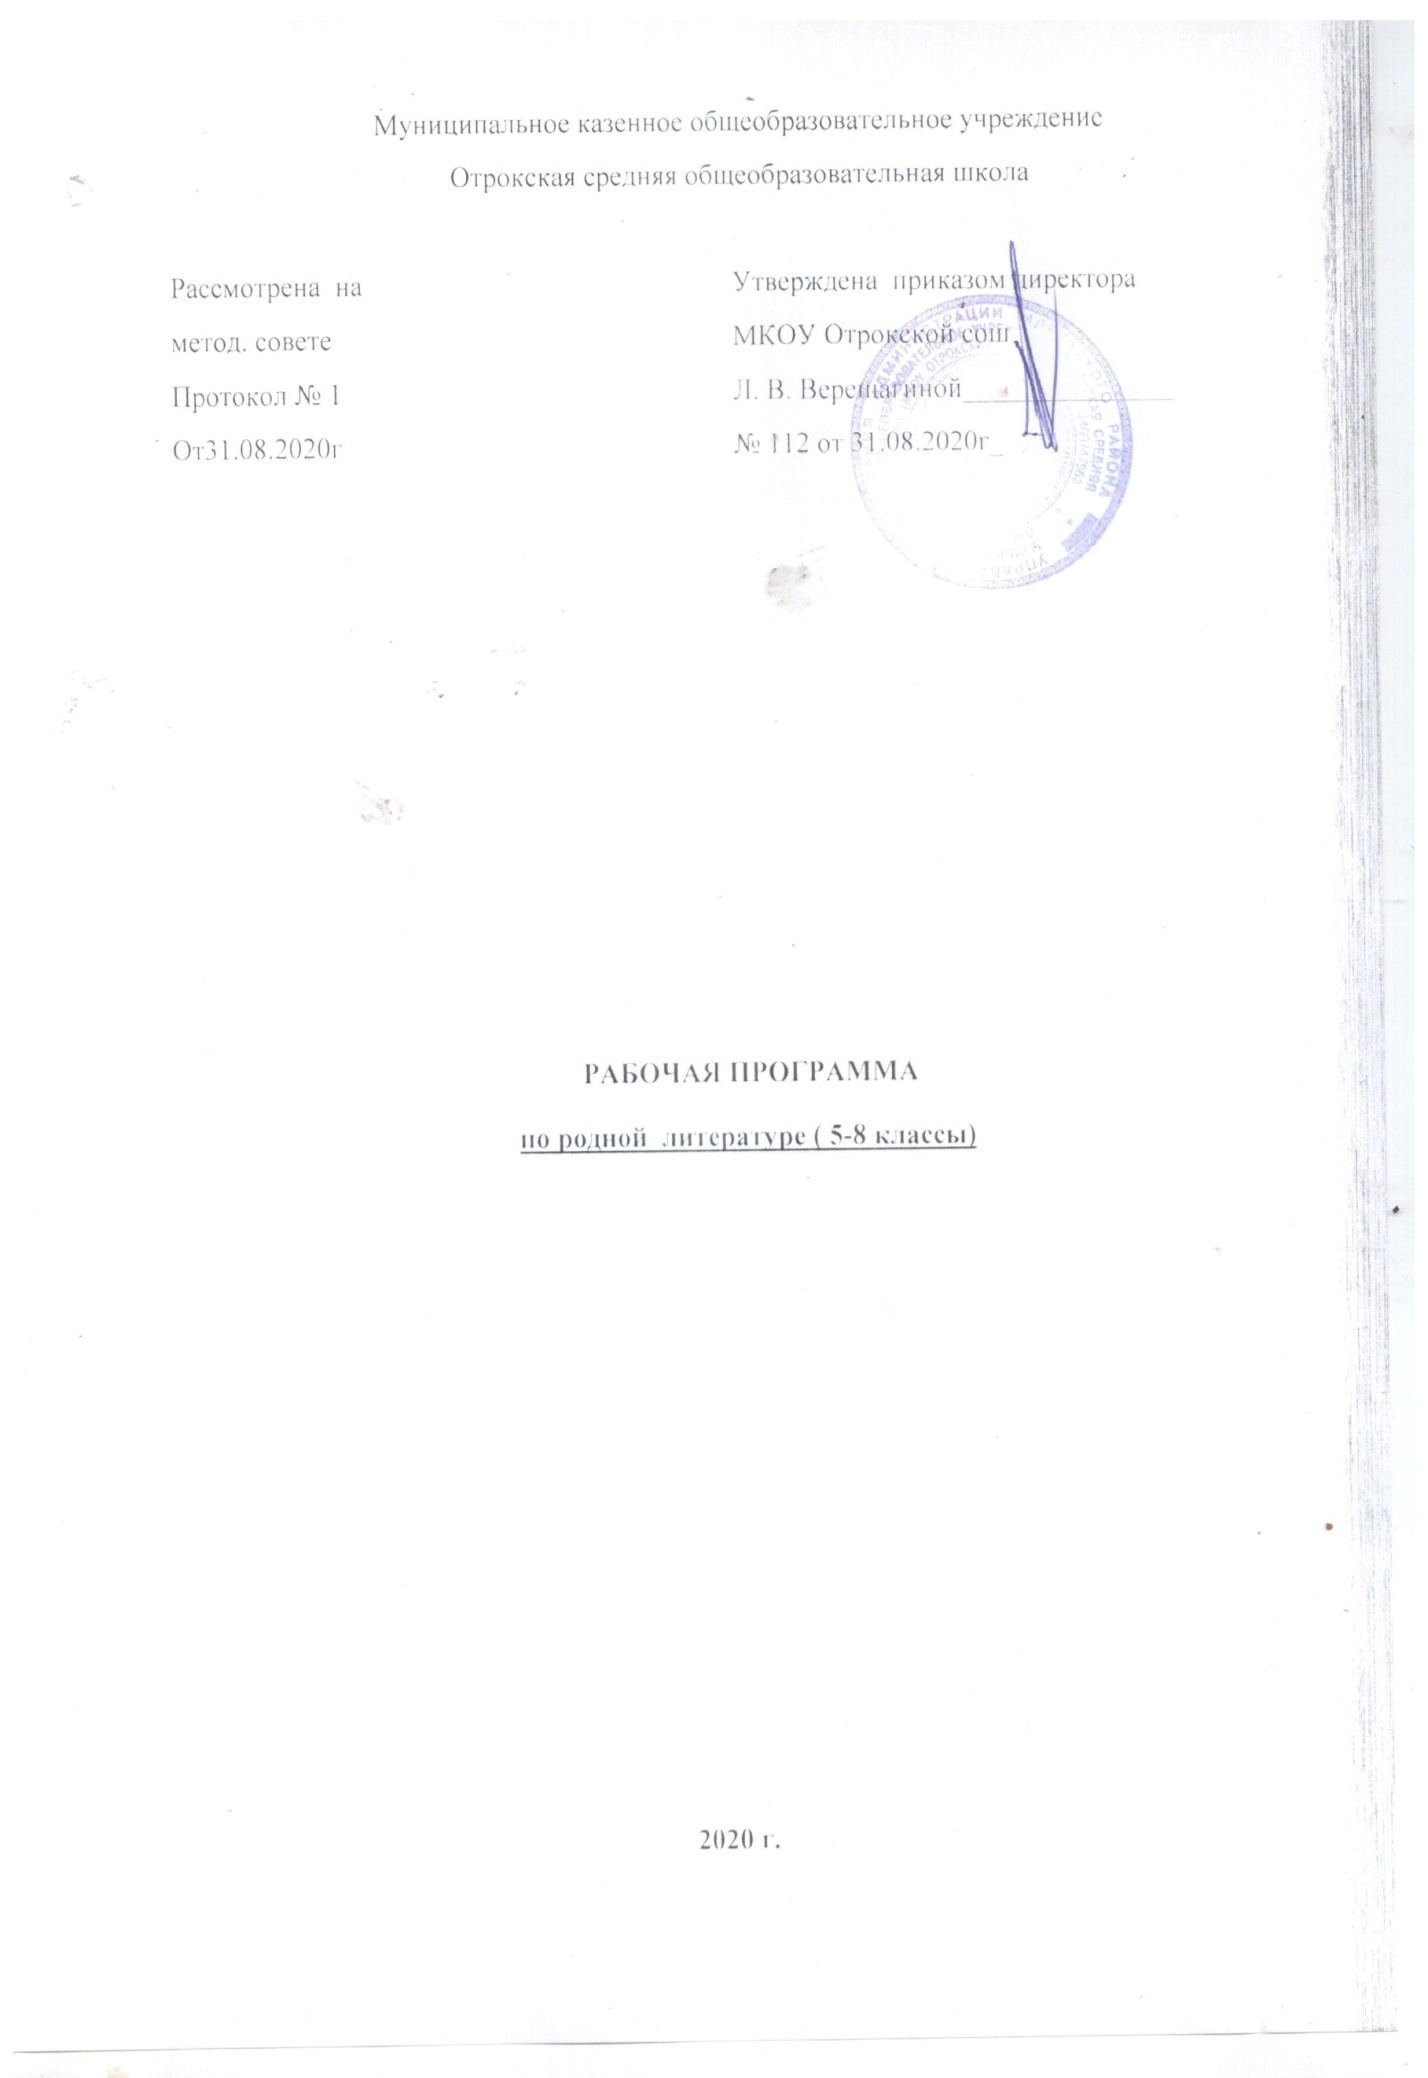 Муниципальное казенное общеобразовательное учреждение
Отрокская средняя общеобразовательная школа
Рассмотрена на
метод. совете
Протокол № 1
От31.08.2020г
Утверждена приказом директора
МКОУ Отрокской сош
Л. В. Верещагиной_______________
№ 112 от 31.08.2020г_
РАБОЧАЯ ПРОГРАММА
по родной литературе ( 5-8 классы)
2020 г.